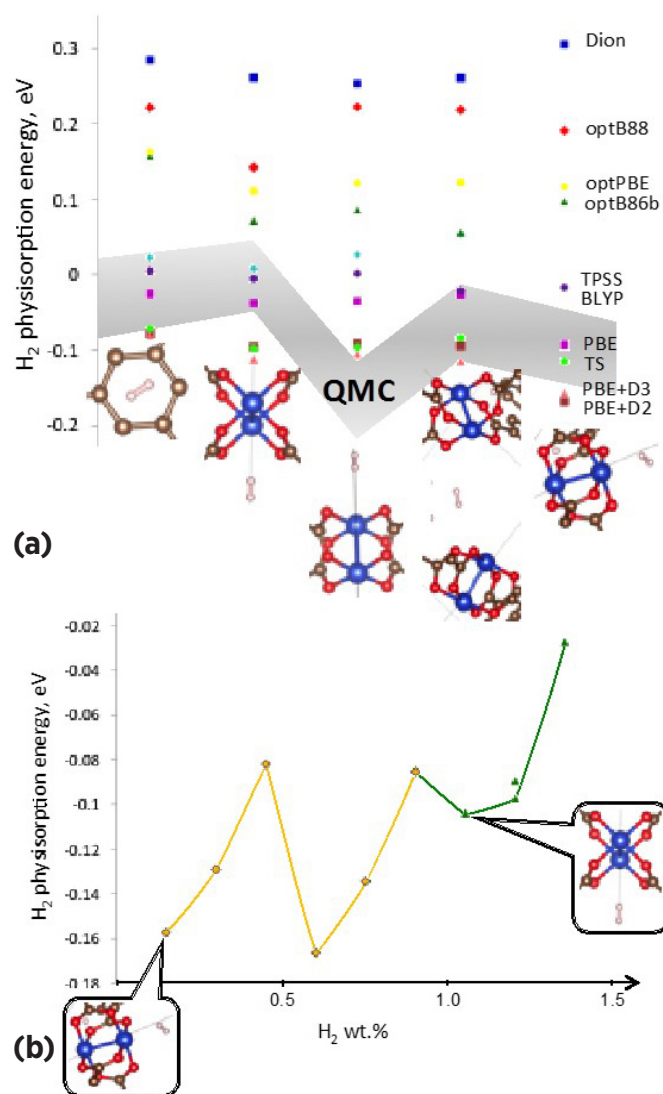 0.3
0.2
0.1
0
-0.1
-0.2
H2 physisorption energy, eV
Dion
optB88
optPBE
optB86b
TPSS
BLYP
PBE
TS
PBE+D3
PBE+D2
QMC
(a)
-0.02
-0.06
-0.08
-0.1
-0.12
-0.14
-0.16
-0.18
H2 physisorption energy, eV
0.5
1.0
1.5
H2 wt.%
(b)